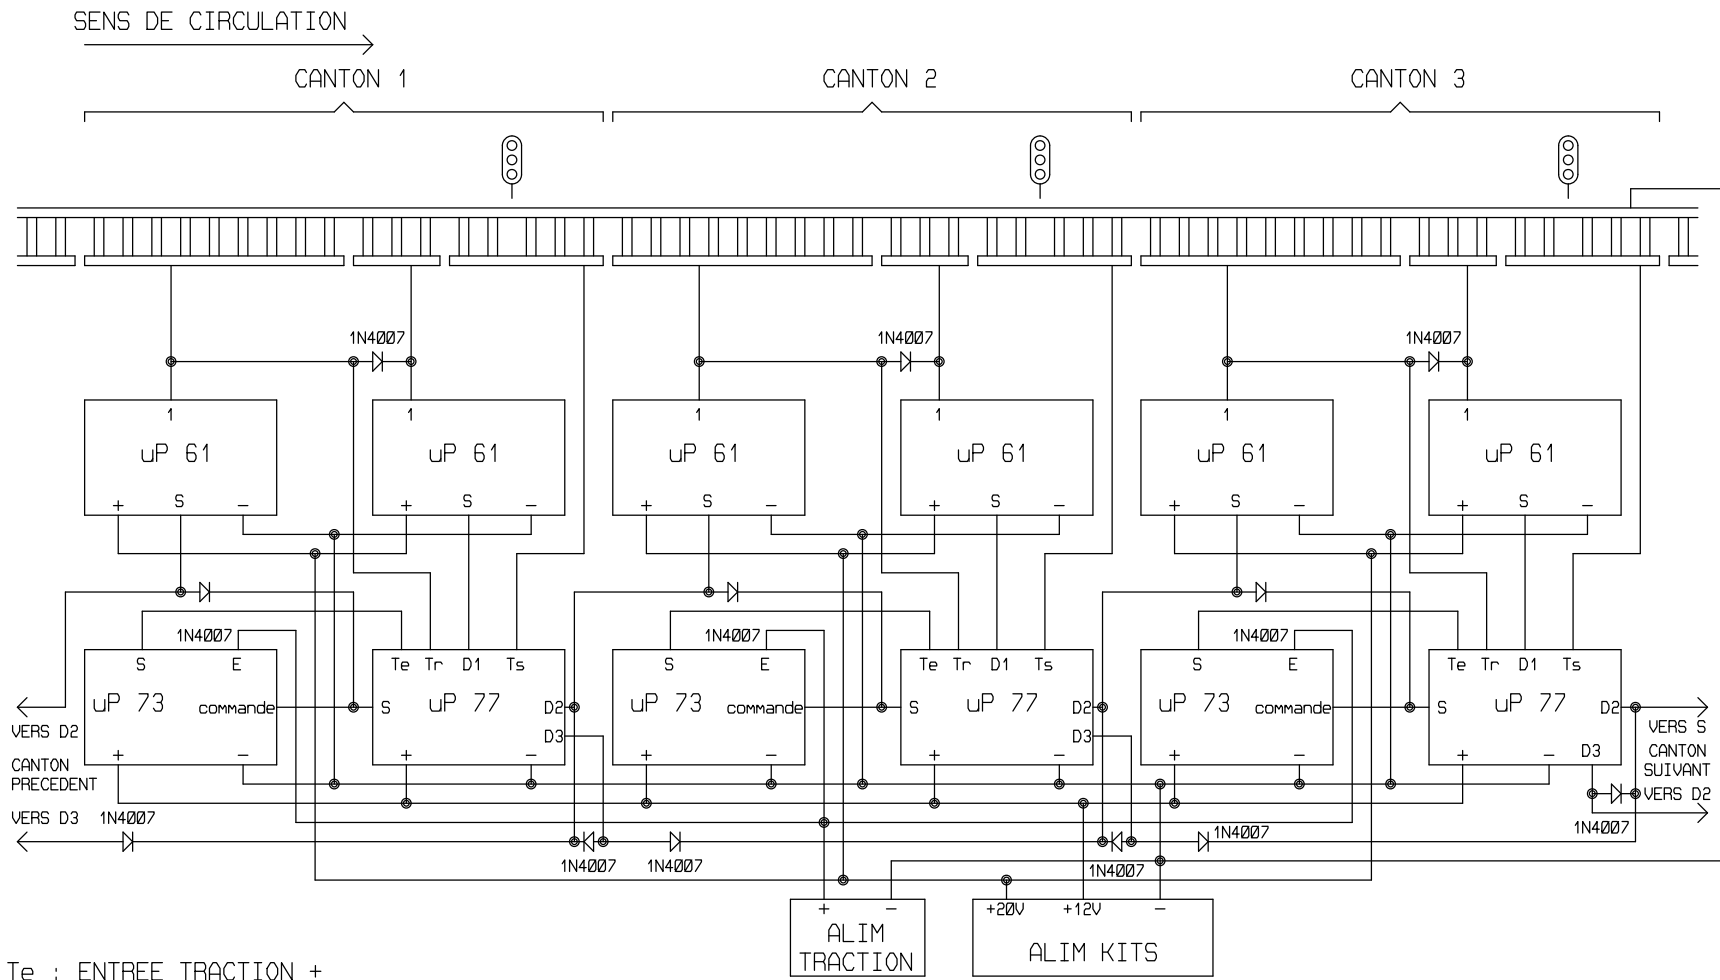 SENS DE CIRCULATION
CANTON 1 CANTON 2 CANTON 3
1N4007 1N4007 1N4007
1 1 1 1 1 1
uP 61 uP 61 uP 61 uP 61 uP 61 uP 61
+ S − + S − + S − + S − + S − + S −
1N4007 1N4007 1N4007
S E Te Tr D1 Ts S E Te Tr D1 Ts S E Te Tr D1 Ts
uP 73 commande S uP 77 D2 uP 73 commande S uP 77 D2 uP 73 commande S uP 77 D2
D3 D3
VERS D2 VERS S
+ − + − + − + − + − + − D3
CANTON PRECEDENT
CANTON SUIVANT
VERS D2
VERS D3 1N4007
1N4007 1N4007
1N4007 1N4007 1N4007
+ − +20V +12V −
ALIM TRACTION
ALIM KITS
Te : ENTREE TRACTION +